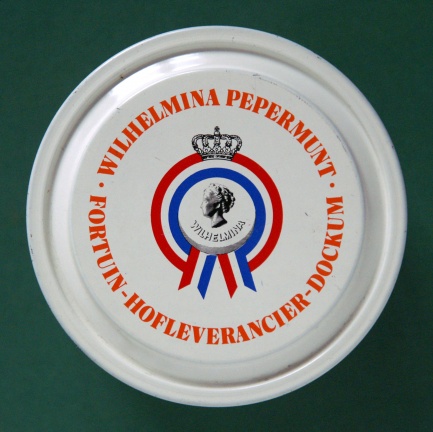 · WILHELMINA PEPERMUNT ·
FORTUIN-HOFLEVERANCIER-DOCKUM
WILHELMINA